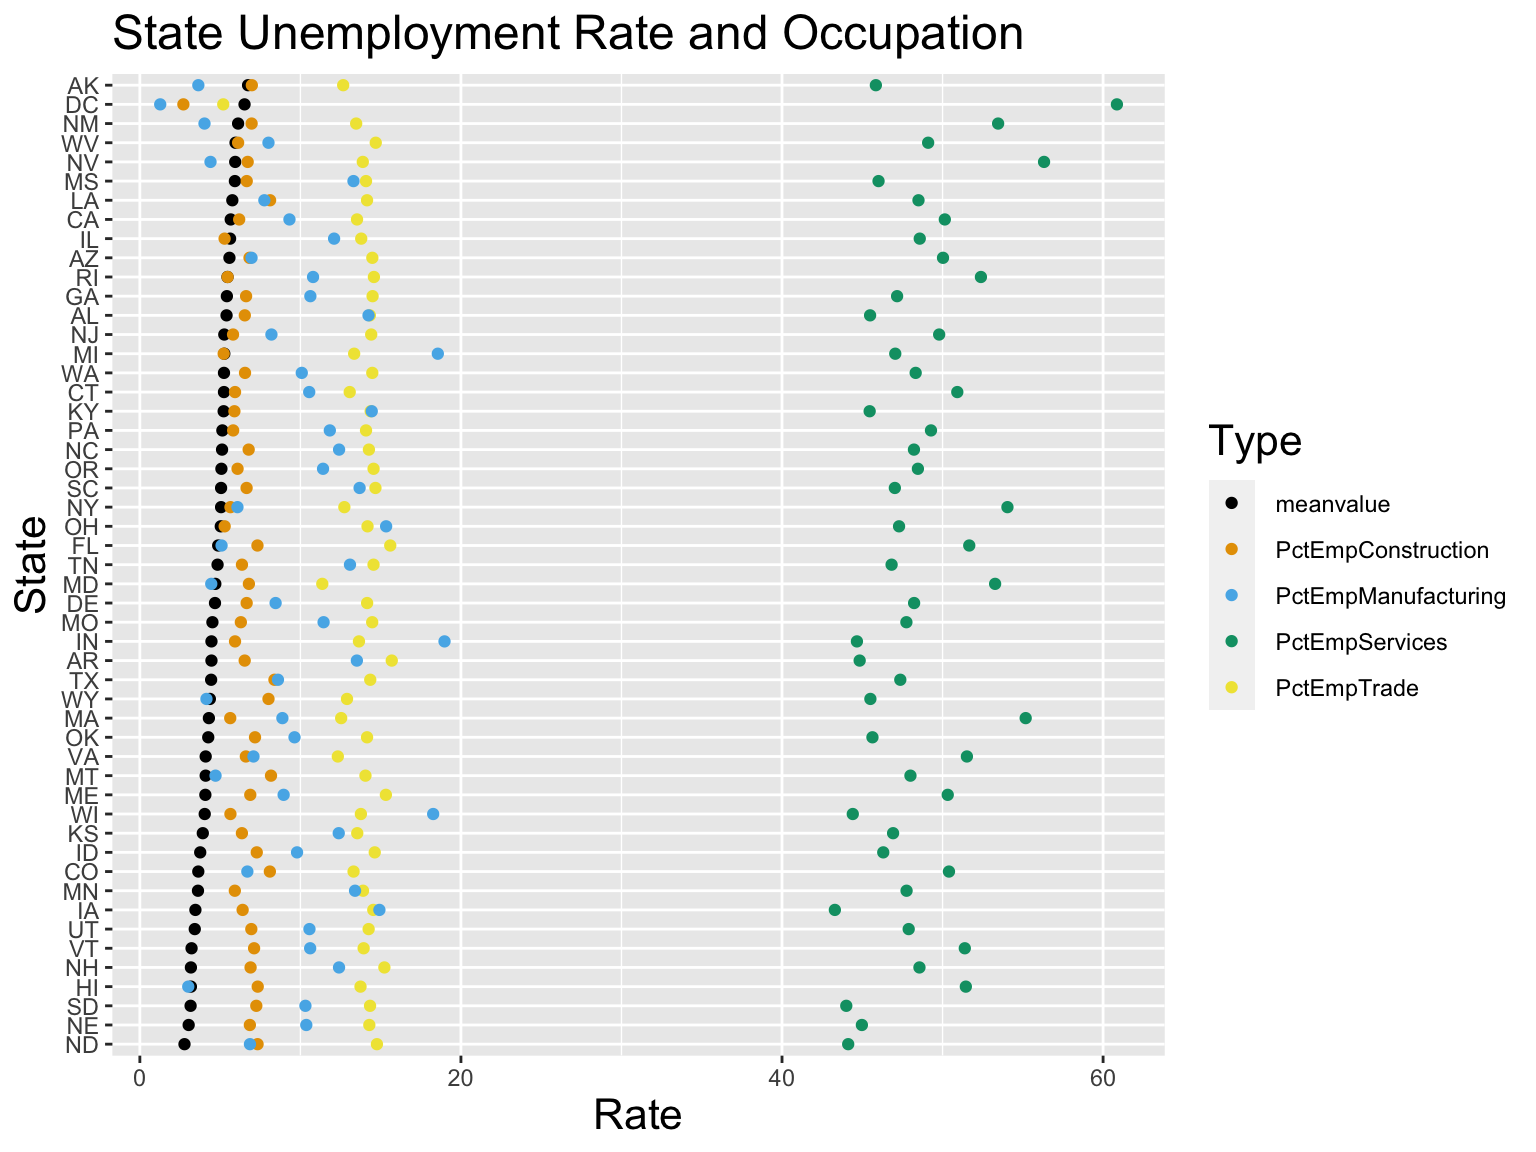 State Unemployment Rate and Occupation
State
AK
DC
NM
WV
NV
MS
LA
CA
IL
AZ
RI
GA
AL
NJ
MI
WA
CT
KY
PA
NC
OR
SC
NY
OH
FL
TN
MD
DE
MO
IN
AR
TX
WY
MA
OK
VA
MT
ME
WI
KS
ID
CO
MN
IA
UT
VT
NH
HI
SD
NE
ND
0 20 40 60
Rate
Type
meanvalue
PctEmpConstruction
PctEmpManufacturing
PctEmpServices
PctEmpTrade